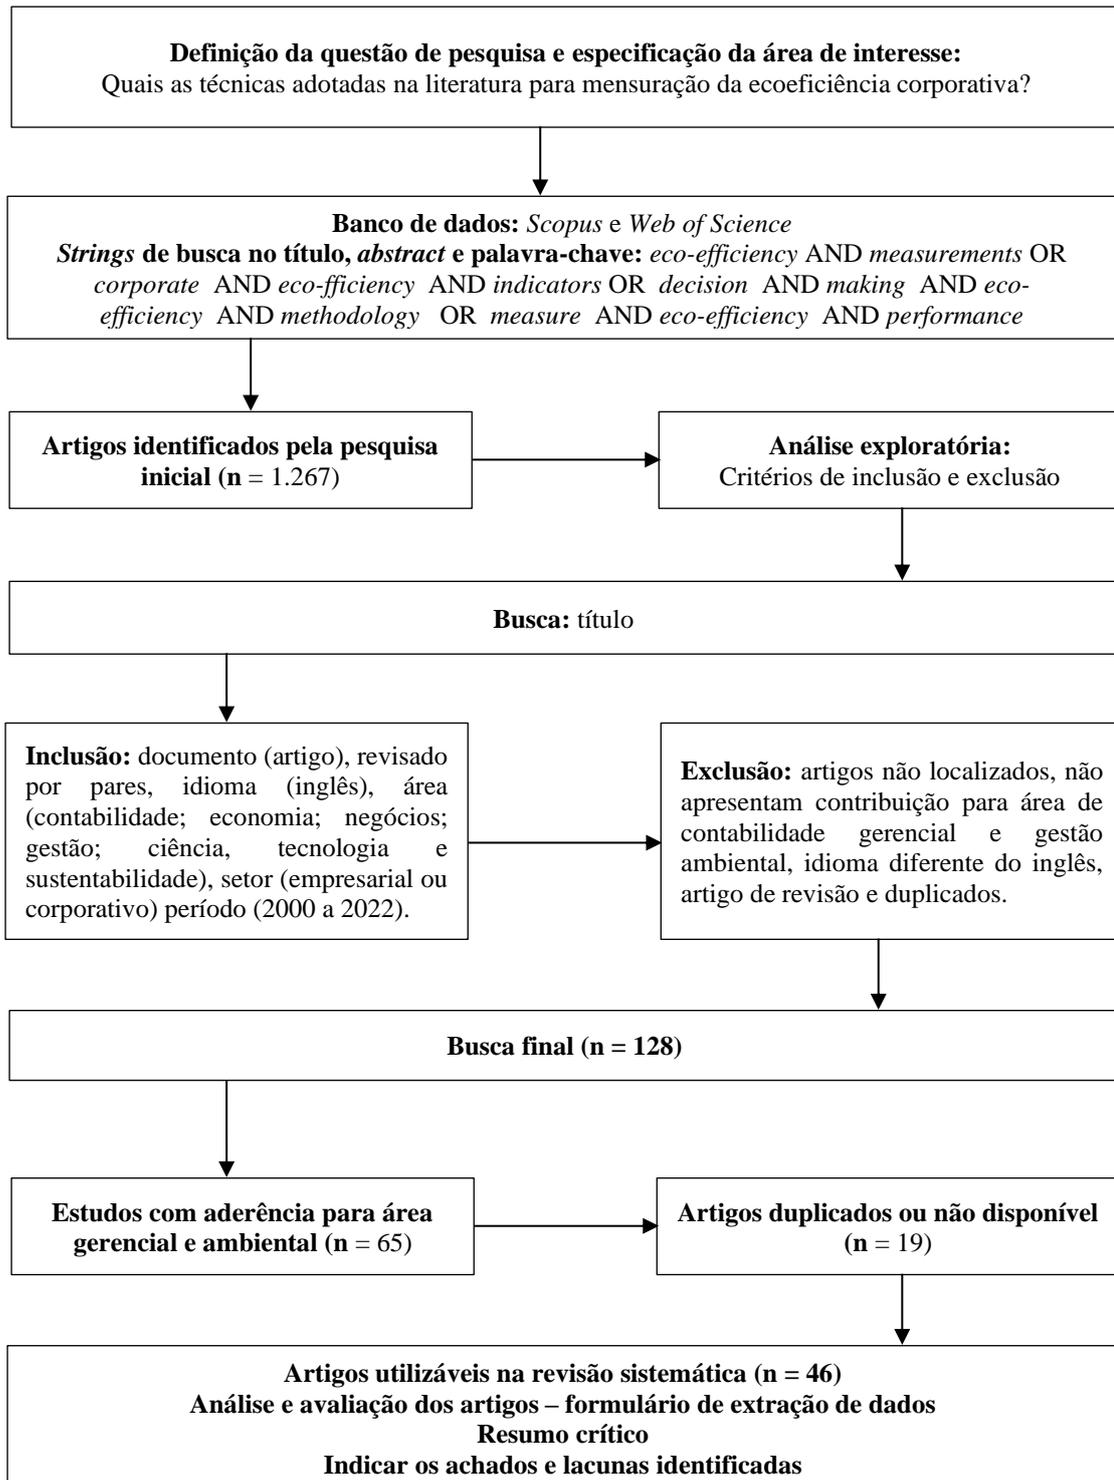 Definição da questão de pesquisa e especificação da área de interesse:
Quais as técnicas adotadas na literatura para mensuração da ecoeficiência corporativa?
Banco de dados: Scopus e Web of Science
Strings de busca no título, abstract e palavra-chave: eco-efficiency AND measurements OR
corporate AND eco-fficiency AND indicators OR decision AND making AND eco-
efficiency AND methodology OR measure AND eco-efficiency AND performance
Artigos identificados pela pesquisa
inicial (n = 1.267)
Análise exploratória:
Critérios de inclusão e exclusão
Busca: título
Inclusão: documento (artigo), revisado
por pares, idioma (inglês), área
(contabilidade; economia; negócios;
gestão; ciência, tecnologia e
sustentabilidade), setor (empresarial ou
corporativo) período (2000 a 2022).
Exclusão: artigos não localizados, não
apresentam contribuição para área de
contabilidade gerencial e gestão
ambiental, idioma diferente do inglês,
artigo de revisão e duplicados.
Busca final (n = 128)
Estudos com aderência para área
gerencial e ambiental (n = 65)
Artigos duplicados ou não disponível
(n = 19)
Artigos utilizáveis na revisão sistemática (n = 46)
Análise e avaliação dos artigos – formulário de extração de dados
Resumo crítico
Indicar os achados e lacunas identificadas